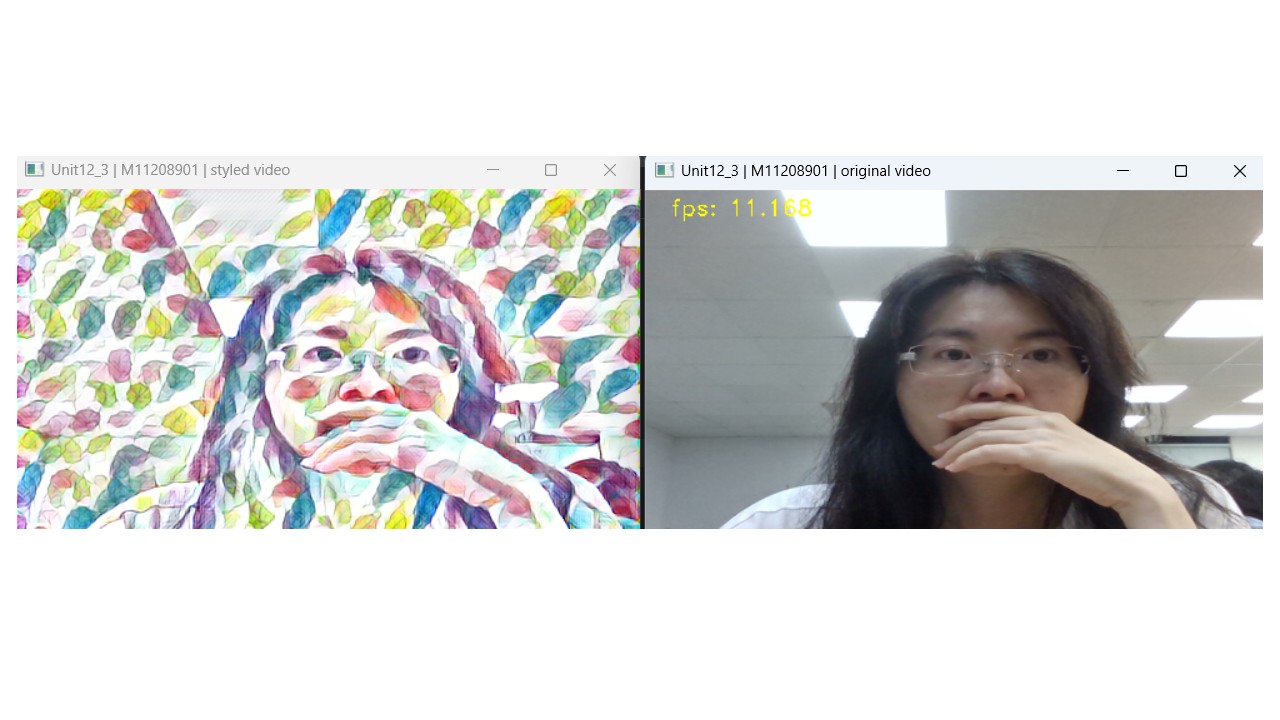 Unit12_3 | M11208901 | styled video
Unit12_3 | M11208901 | original video
fps: 11.168